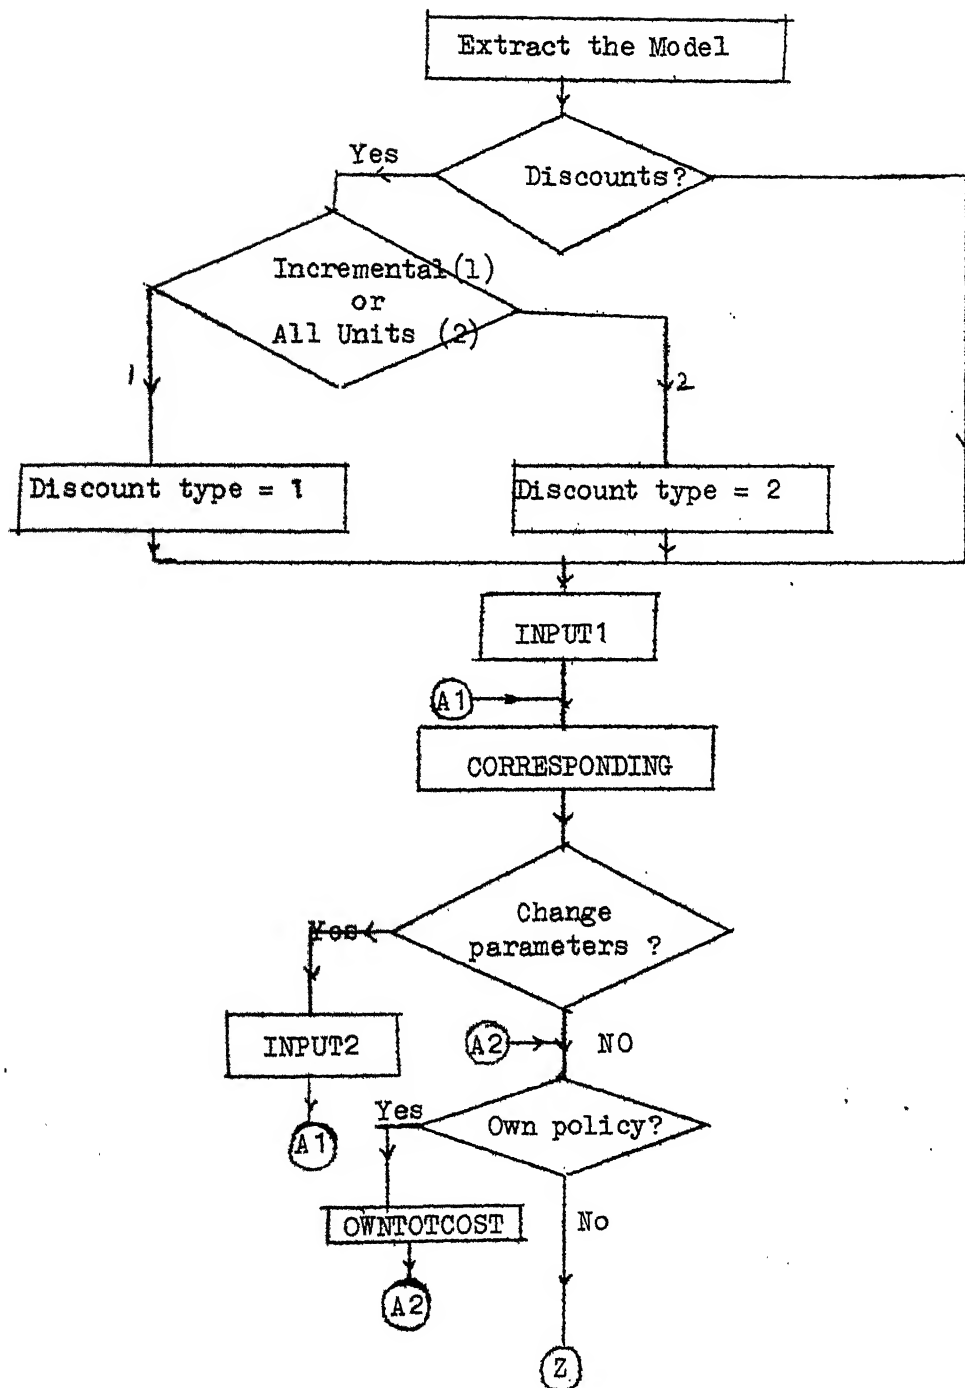 Extract the Model
Yes
Discounts?
Incremental(1)
or
All Units (2)
1
2
Discount type = 1
Discount type = 2
INPUT1
A1
CORRESPONDING
Change
parameters ?
Yes
INPUT2
A2
NO
A1
Yes
Own policy?
OWNTOTCOST
No
A2
Z